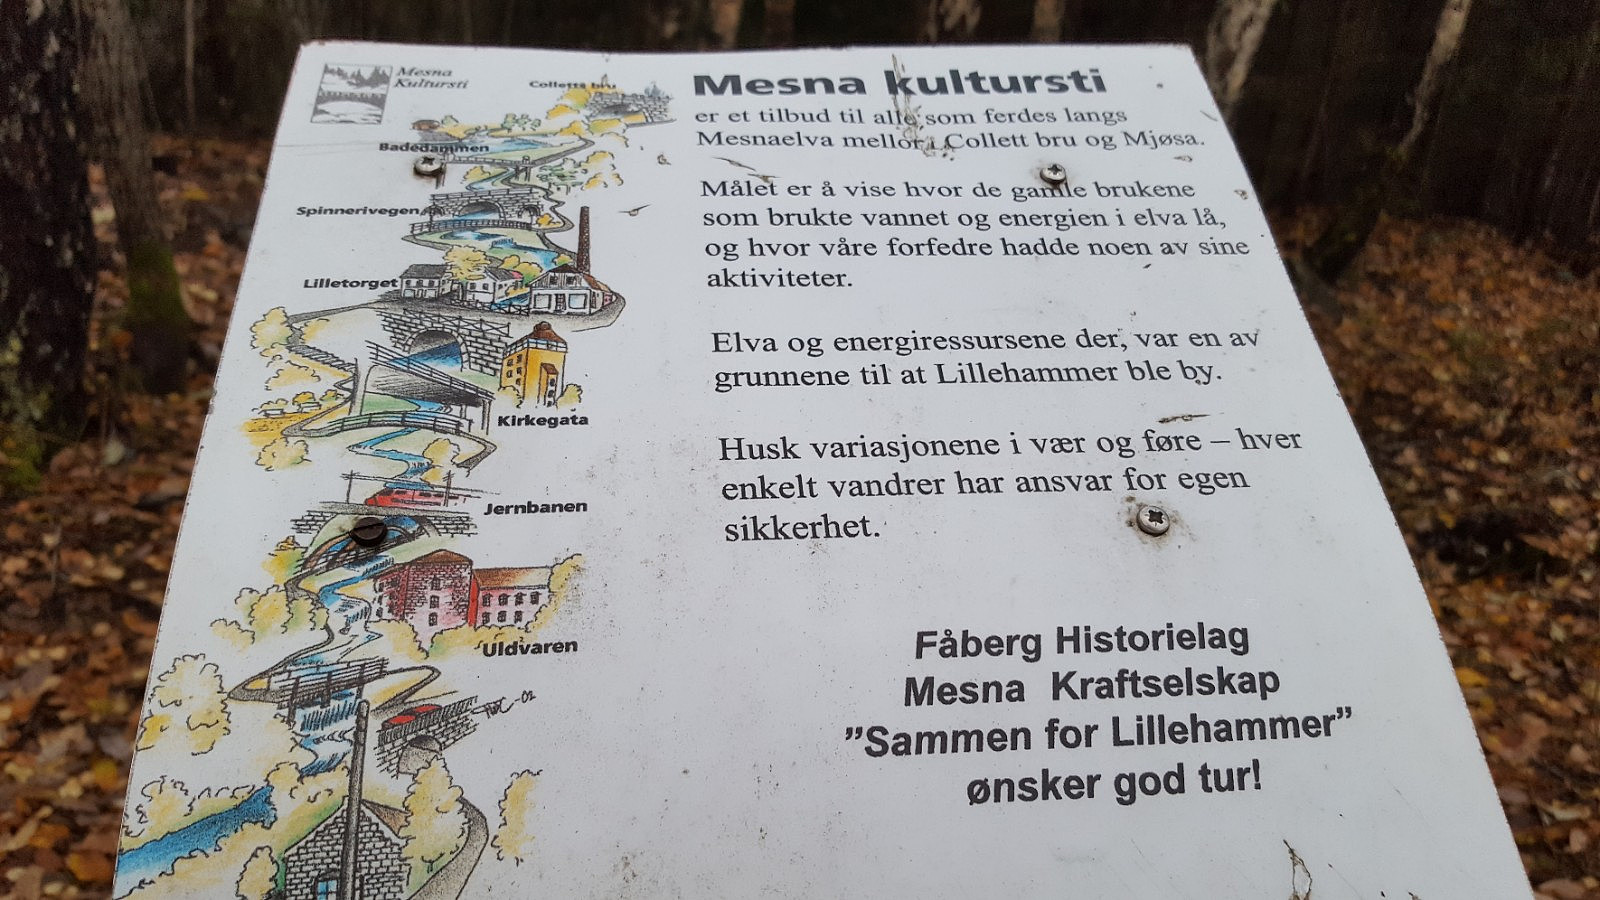 Mesna
Kultursti
Colletts bru
Badedammen
Spinnerivegen
Lilletorget
Kirkegata
Jernbanen
Uldvaren
Mesna kultursti
er et tilbud til alle som ferdes langs
Mesnaelva mellom Collett bru og Mjøsa.
Målet er å vise hvor de gamle brukene
som brukte vannet og energien i elva lå,
og hvor våre forfedre hadde noen av sine
aktiviteter.
Elva og energiressursene der, var en av
grunnene til at Lillehammer ble by.
Husk variasjonene i vær og føre – hver
enkelt vandrer har ansvar for egen
sikkerhet.
Fåberg Historielag
Mesna Kraftselskap
”Sammen for Lillehammer”
ønsker god tur!